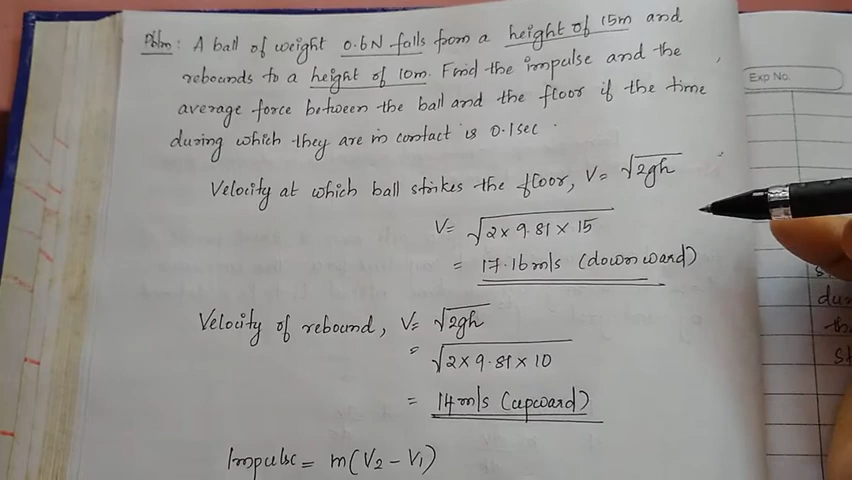 Pblm: A ball of weight 0.6N falls from a height of 15m and
rebounds to a height of 10m. Find the impulse and the
average force between the ball and the floor if the time
during which they are in contact is 0.1sec.
Velocity at which ball strikes the floor, V= √2gh
V= √2× 9.81 × 15
= 17.16m/s (downward)
Velocity of rebound, V= √2gh
= √2× 9.81 × 10
= 14m/s (upward)
Impulse = m(V₂ - V₁)
Exp No.